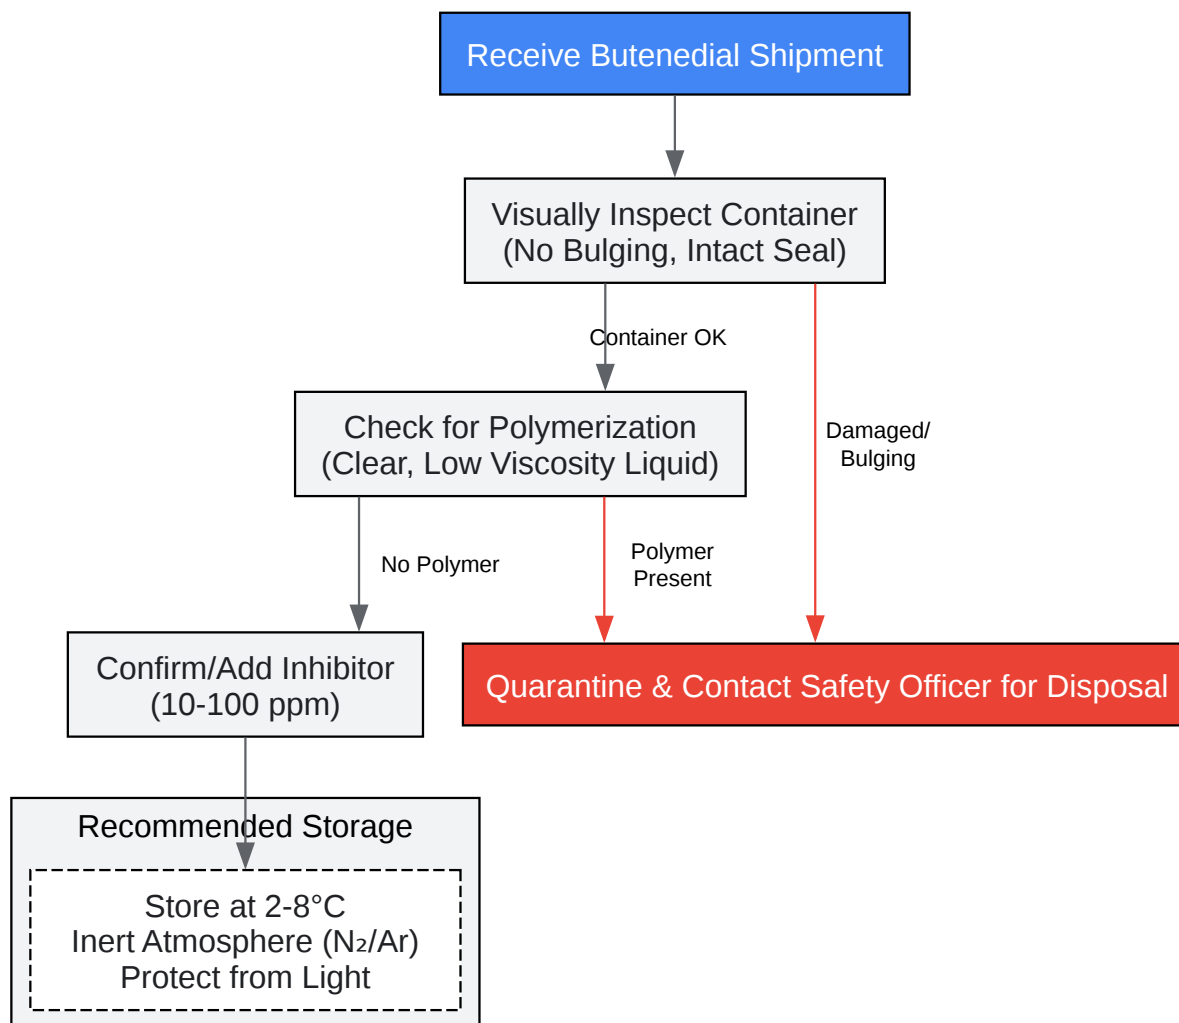 Receive Butenedial Shipment
Visually Inspect Container
(No Bulging, Intact Seal)
Container OK
Damaged/
Bulging
Check for Polymerization
(Clear, Low Viscosity Liquid)
No Polymer
Polymer
Present
Confirm/Add Inhibitor
(10-100 ppm)
Quarantine & Contact Safety Officer for Disposal
Recommended Storage
Store at 2-8°C
Inert Atmosphere (N₂/Ar)
Protect from Light